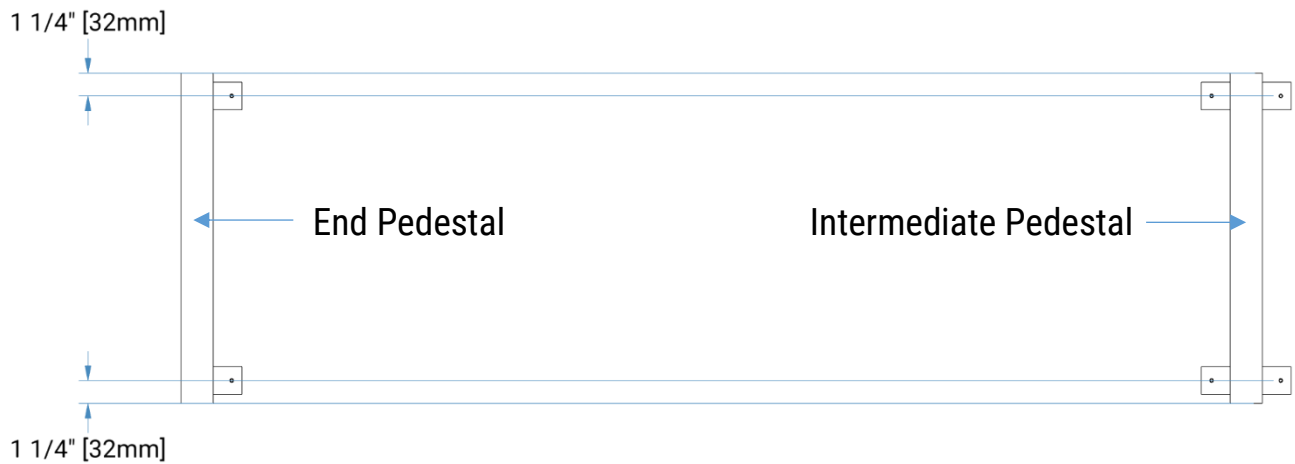 1 1/4" [32mm]
End Pedestal
Intermediate Pedestal
1 1/4" [32mm]